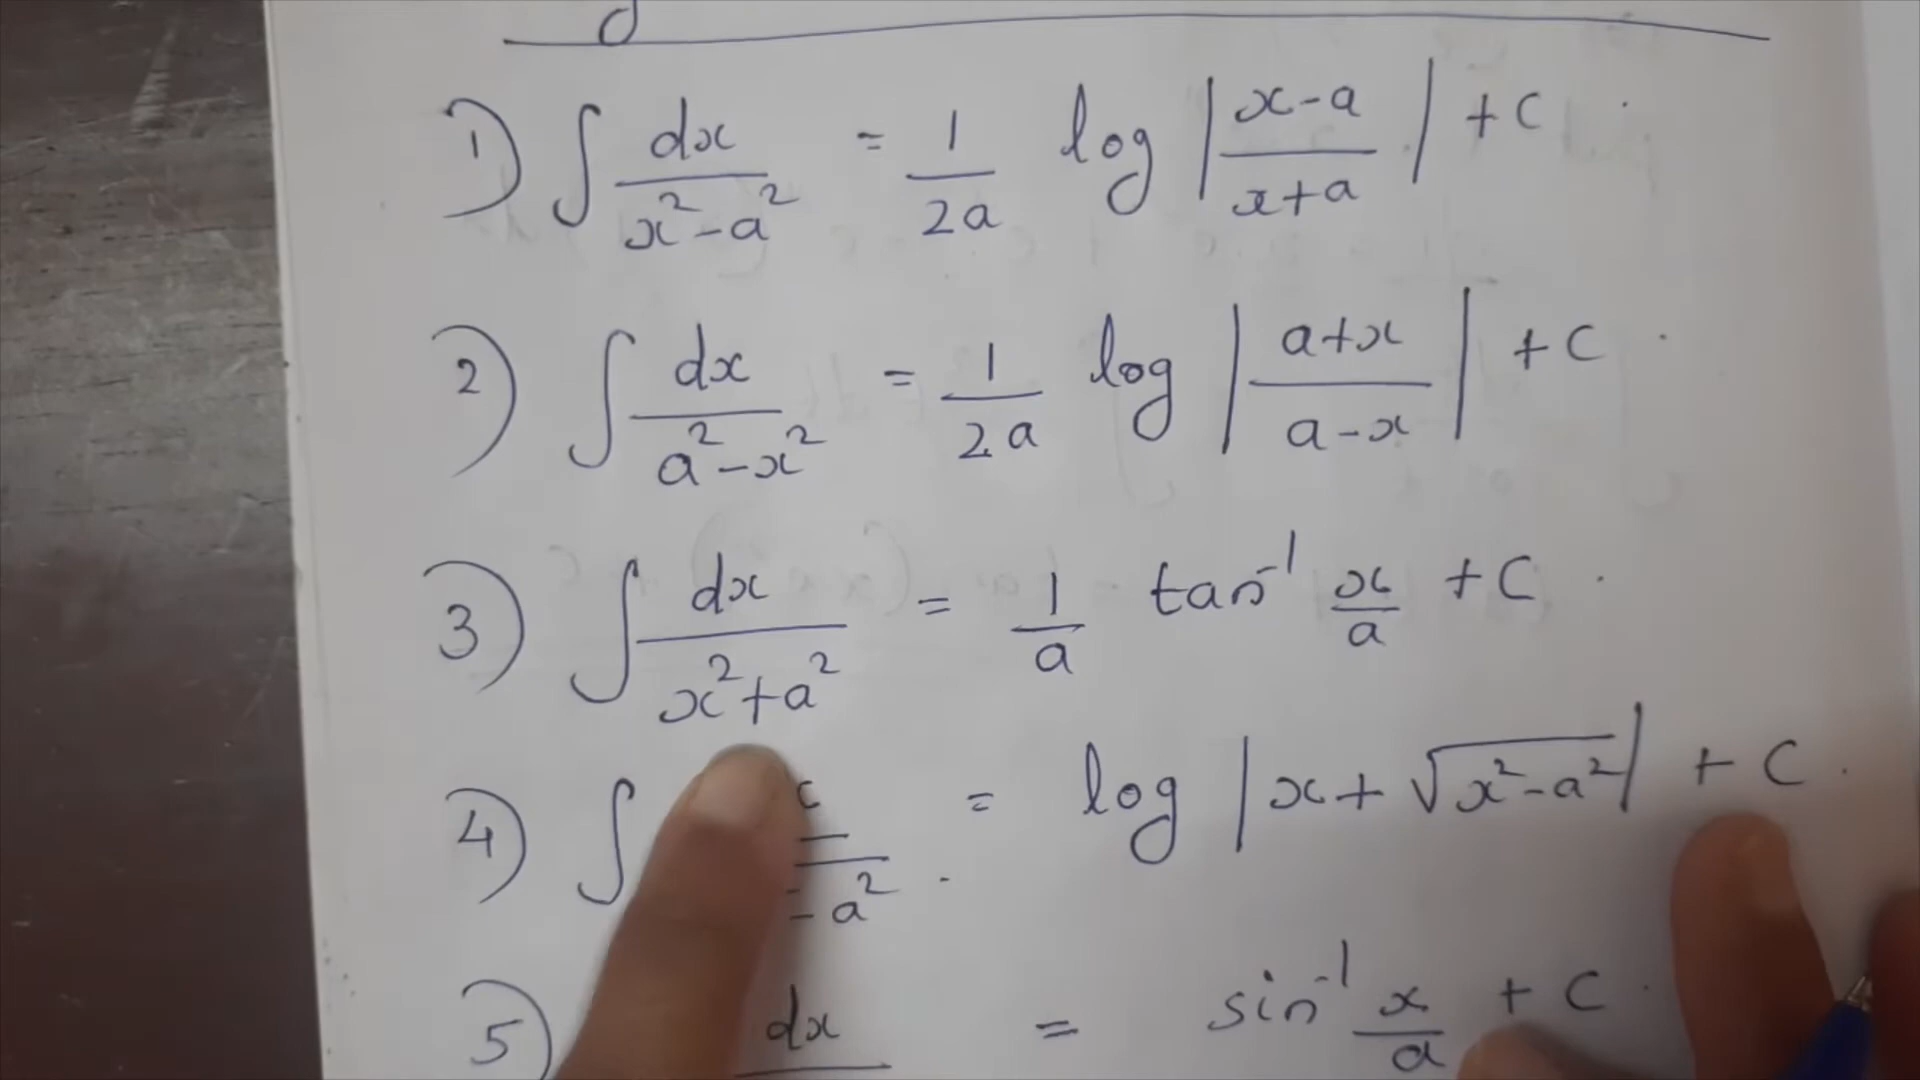 1) ∫ dx / x² - a² = 1 / 2a log | x - a / x + a | + C .
2) ∫ dx / a² - x² = 1 / 2a log | a + x / a - x | + C .
3) ∫ dx / x² + a² = 1 / a tan⁻¹ x / a + C .
4) ∫ - a² . = log | x + √x² - a² | + C .
5) dx = sin⁻¹ x / a + C .